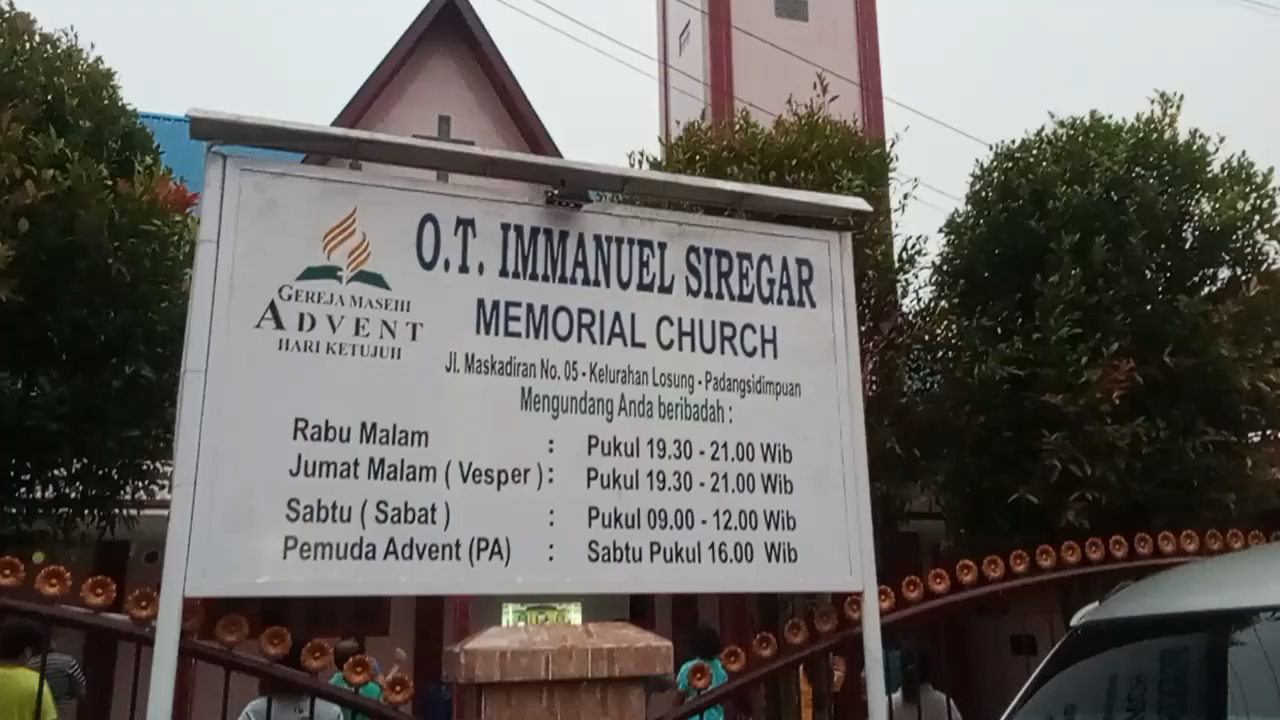 O.T. IMMANUEL SIREGAR
MEMORIAL CHURCH
GEREJA MASEHI
ADVENT
HARI KETUJUH
Jl. Maskadiran No. 05 - Kelurahan Losung - Padangsidimpuan
Mengundang Anda beribadah :
Rabu Malam : Pukul 19.30 - 21.00 Wib
Jumat Malam ( Vesper ) : Pukul 19.30 - 21.00 Wib
Sabtu ( Sabat ) : Pukul 09.00 - 12.00 Wib
Pemuda Advent (PA) : Sabtu Pukul 16.00 Wib